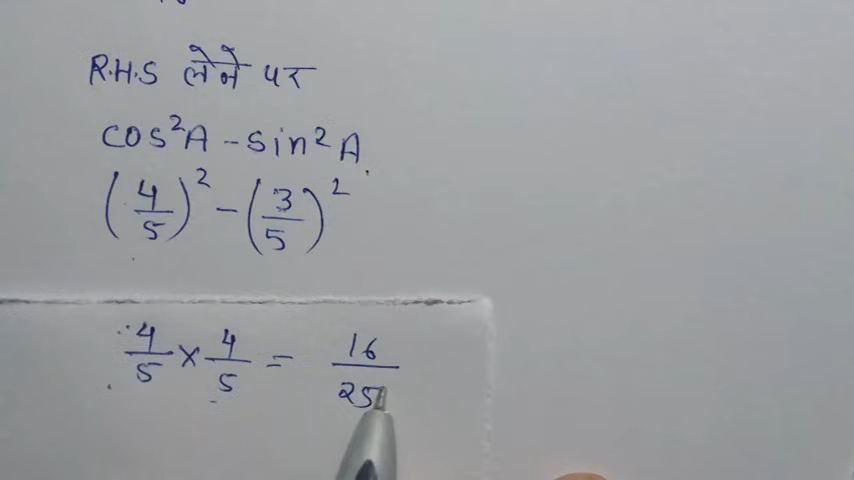 R.H.S लेने पर
cos²A - sin²A
(4/5)² - (3/5)²
4/5 × 4/5 = 16/25